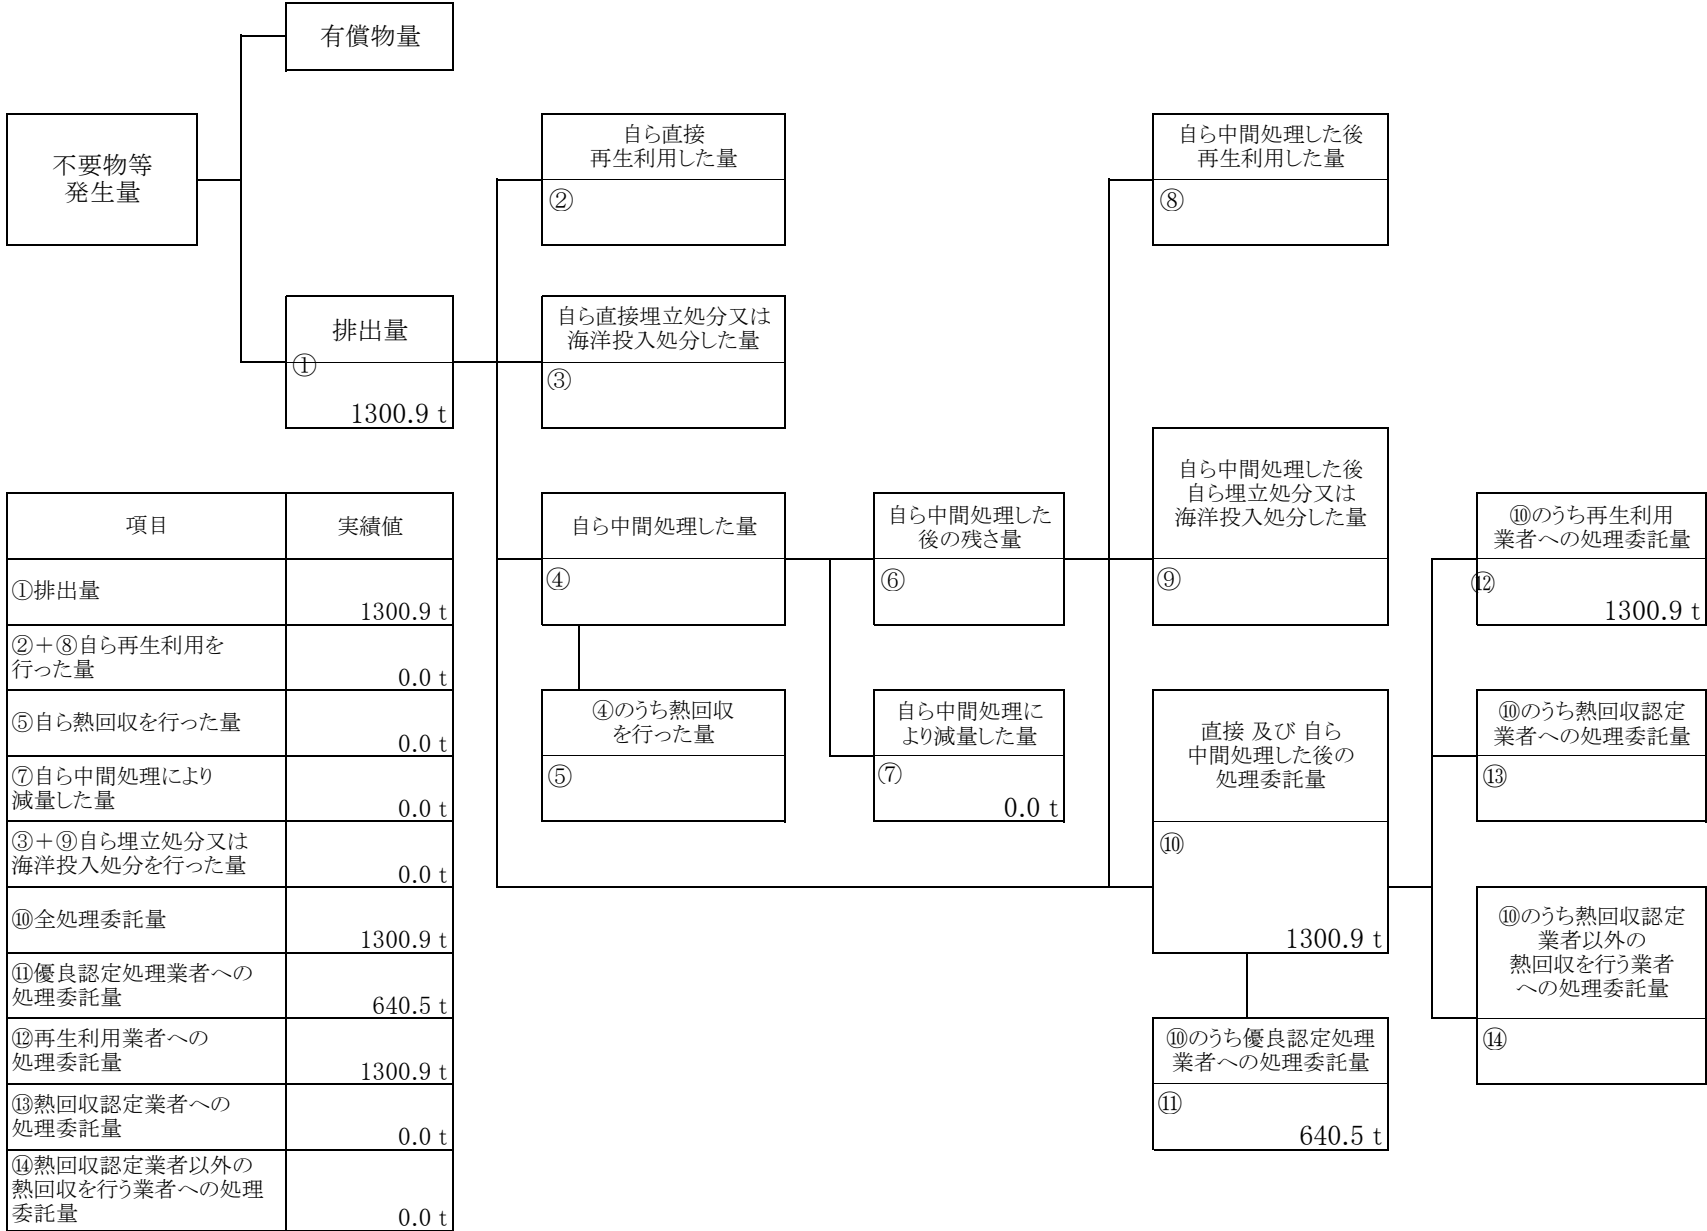 有償物量
不要物等
発生量
自ら直接
再生利用した量
②
自ら中間処理した後
再生利用した量
⑧
排出量
①
1300.9 t
自ら直接埋立処分又は
海洋投入処分した量
③
自ら中間処理した量
④
自ら中間処理した
後の残さ量
⑥
自ら中間処理した後
自ら埋立処分又は
海洋投入処分した量
⑨
⑩のうち再生利用
業者への処理委託量
⑫
1300.9 t
④のうち熱回収
を行った量
⑤
自ら中間処理に
より減量した量
⑦
0.0 t
直接 及び 自ら
中間処理した後の
処理委託量
⑩
1300.9 t
⑩のうち熱回収認定
業者への処理委託量
⑬
⑩のうち熱回収認定
業者以外の
熱回収を行う業者
への処理委託量
⑭
⑩のうち優良認定処理
業者への処理委託量
⑪
640.5 t
項目 実績値
①排出量
1300.9 t
②＋⑧自ら再生利用を
行った量
0.0 t
⑤自ら熱回収を行った量
0.0 t
⑦自ら中間処理により
減量した量
0.0 t
③＋⑨自ら埋立処分又は
海洋投入処分を行った量
0.0 t
⑩全処理委託量
1300.9 t
⑪優良認定処理業者への
処理委託量
640.5 t
⑫再生利用業者への
処理委託量
1300.9 t
⑬熱回収認定業者への
処理委託量
0.0 t
⑭熱回収認定業者以外の
熱回収を行う業者への処理
委託量
0.0 t